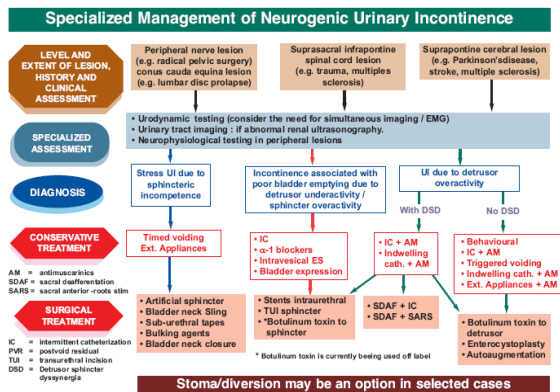 Specialized Management of Neurogenic Urinary Incontinence
LEVEL AND
EXTENT OF LESION,
HISTORY AND
CLINICAL
ASSESSMENT
Peripheral nerve lesion
(e.g. radical pelvic surgery)
conus cauda equina lesion
(e.g. lumbar disc prolapse)
Suprasacral infrapontine
spinal cord lesion
(e.g. trauma, multiples
sclerosis)
Suprapontine cerebral lesion
(e.g. Parkinson'sdisease,
stroke, multiple sclerosis)
SPECIALIZED
ASSESSMENT
• Urodynamic testing (consider the need for simultaneous imaging / EMG)
• Urinary tract imaging : if abnormal renal ultrasonography.
• Neurophysiological testing in peripheral lesions
DIAGNOSIS
Stress UI due to
sphincteric
incompetence
Incontinence associated with
poor bladder emptying due to
detrusor underactivity /
sphincter overactivity
UI due to detrusor
overactivity
With DSD
No DSD
CONSERVATIVE
TREATMENT
Timed voiding
Ext. Appliances
• IC
• α-1 blockers
• Intravesical ES
• Bladder expression
• IC + AM
• Indwelling
cath. + AM
• Behavioural
• IC + AM
• Triggered voiding
• Indwelling cath. + AM
• Ext. Appliances + AM
AM = antimuscarinics
SDAF = sacral deafferentation
SARS = sacral anterior -roots stim
SURGICAL
TREATMENT
• Artificial sphincter
• Bladder neck Sling
• Sub-urethral tapes
• Bulking agents
• Bladder neck closure
• Stents intraurethral
• TUI sphincter
• *Botulinum toxin to
sphincter
• SDAF + IC
• SDAF + SARS
• Botulinum toxin to
detrusor
• Enterocystoplasty
• Autoaugmentation
IC = intermittent catheterization
PVR = postvoid residual
TUI = transurethral incision
DSD = Detrusor sphincter
dyssynergia
* Botulinum toxin is currently beeing used off label
Stoma/diversion may be an option in selected cases